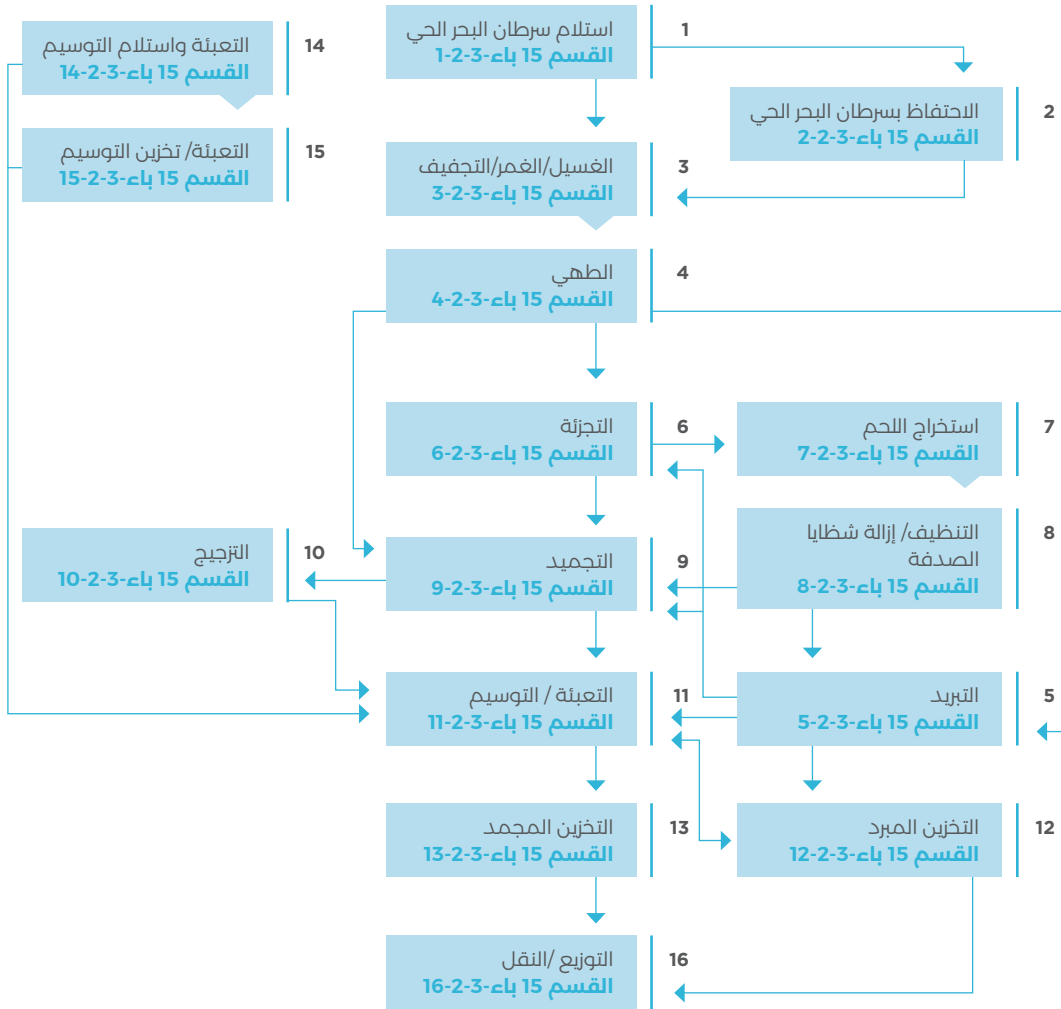 1
استلام سرطان البحر الحي
القسم 15 باء-3-2-1
2
الاحتفاظ بسرطان البحر الحي
القسم 15 باء-3-2-2
3
الغسيل/الغمر/التجفيف
القسم 15 باء-3-2-3
4
الطهي
القسم 15 باء-3-2-4
6
التجزئة
القسم 15 باء-3-2-6
7
استخراج اللحم
القسم 15 باء-3-2-7
8
التنظيف/ إزالة شظايا
الصدفة
القسم 15 باء-3-2-8
9
التجميد
القسم 15 باء-3-2-9
10
التزجيج
القسم 15 باء-3-2-10
5
التبريد
القسم 15 باء-3-2-5
11
التعبئة / التوسيم
القسم 15 باء-3-2-11
12
التخزين المبرد
القسم 15 باء-3-2-12
13
التخزين المجمد
القسم 15 باء-3-2-13
14
التعبئة واستلام التوسيم
القسم 15 باء-3-2-14
15
التعبئة/ تخزين التوسيم
القسم 15 باء-3-2-15
16
التوزيع /النقل
القسم 15 باء-3-2-16